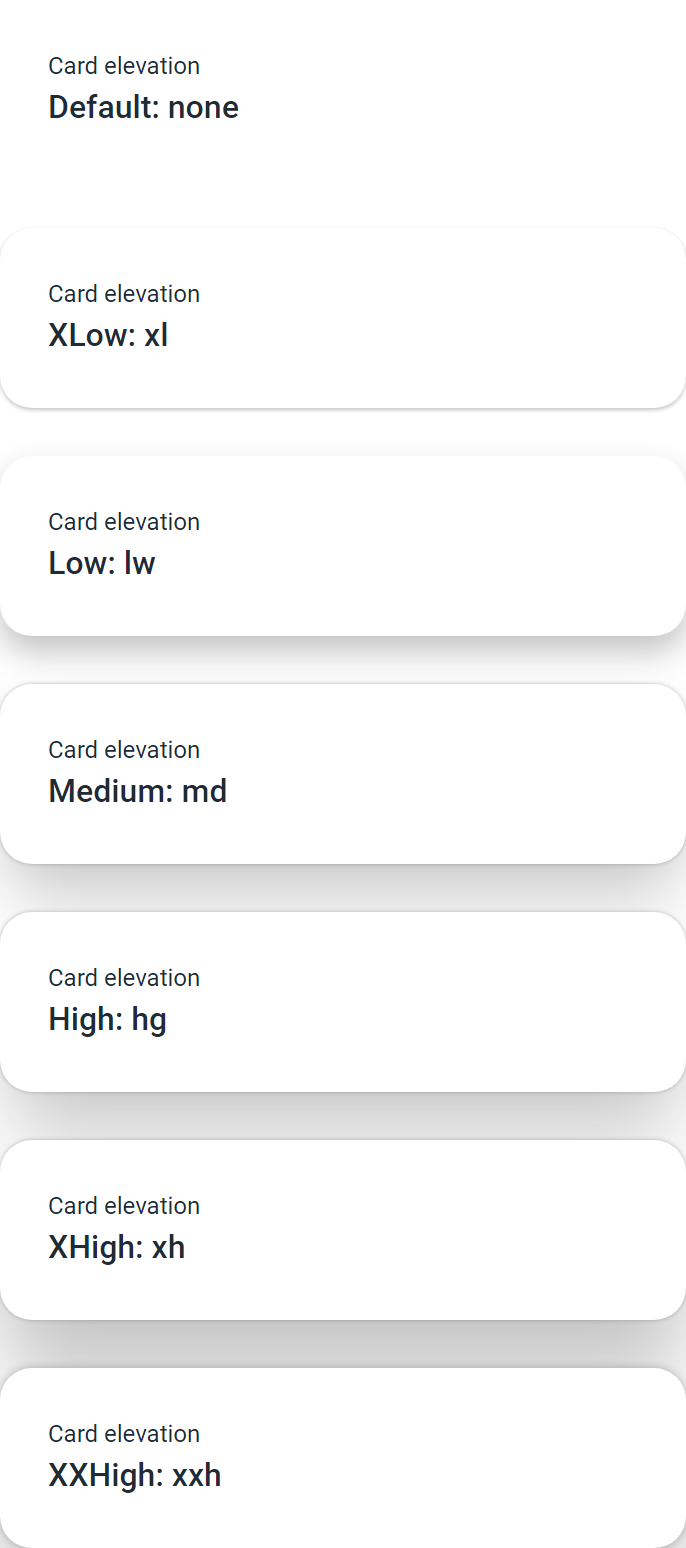 Card elevation
Default: none
Card elevation
XLow: xl
Card elevation
Low: lw
Card elevation
Medium: md
Card elevation
High: hg
Card elevation
XHigh: xh
Card elevation
XXHigh: xxh